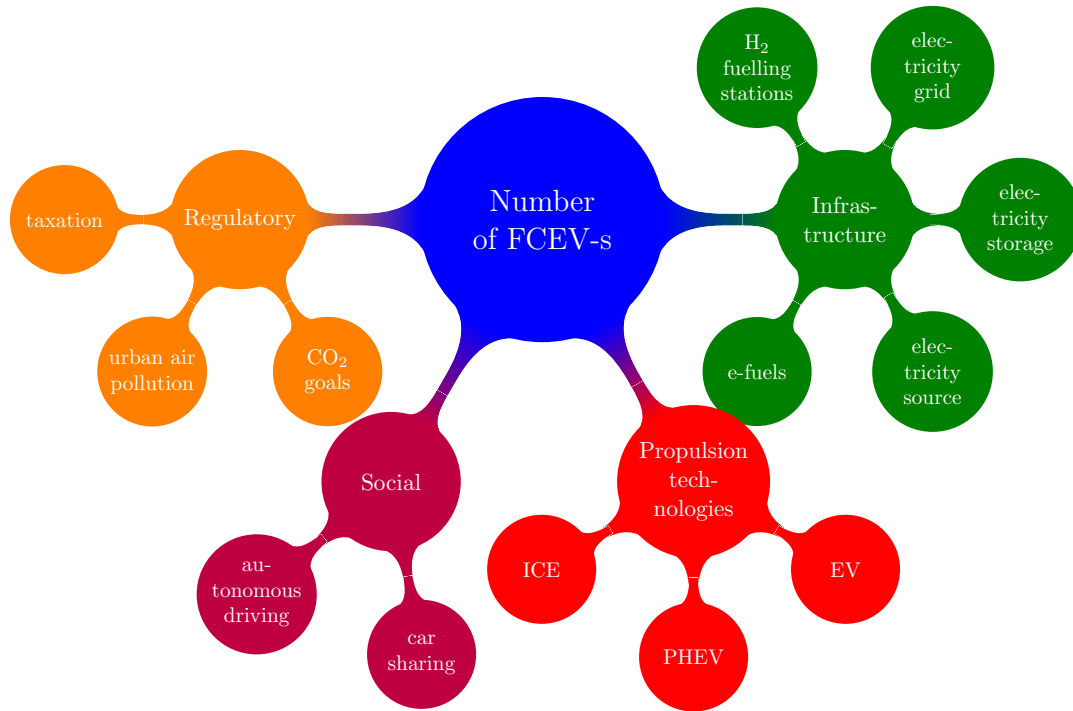 Number
of FCEV-s
Regulatory
taxation
urban air
pollution
CO₂
goals
Social
au-
tonomous
driving
car
sharing
Propulsion
tech-
nologies
ICE
PHEV
EV
Infras-
tructure
e-fuels
elec-
tricity
source
elec-
tricity
storage
elec-
tricity
grid
H₂
fuelling
stations